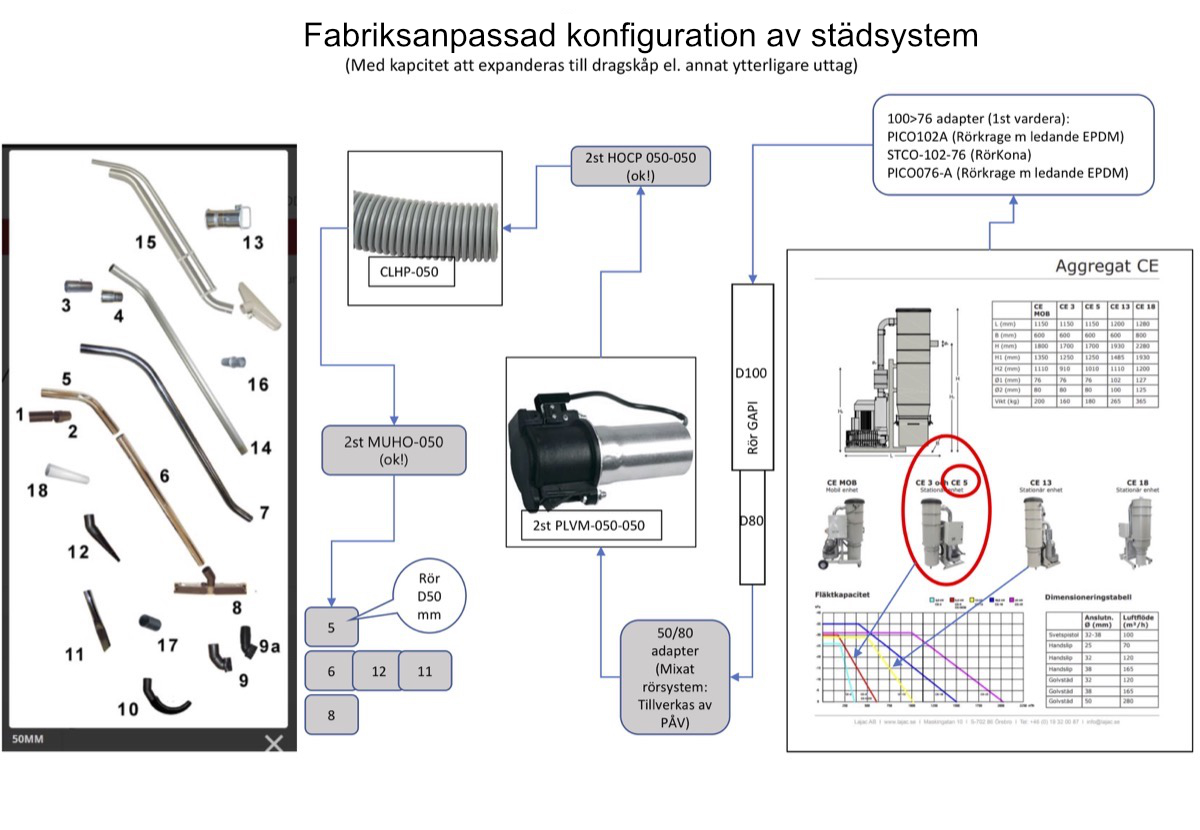 Fabriksanpassad konfiguration av städsystem
(Med kapcitet att expanderas till dragskåp el. annat ytterligare uttag)
15
13
3
4
16
5
1
2
14
6
18
7
12
8
11
17
9a
9
10
50MM
CLHP-050
2st HOCP 050-050
(ok!)
2st MUHO-050
(ok!)
Rör
D50
mm
5
6
12
11
8
2st PLVM-050-050
50/80
adapter
(Mixat
rörsystem:
Tillverkas av
PÅV)
D100
Rör GAPI
D80
100>76 adapter (1st vardera):
PICO102A (Rörkrage m ledande EPDM)
STCO-102-76 (RörKona)
PICO076-A (Rörkrage m ledande EPDM)
Aggregat CE
CE MOB CE 3 CE 5 CE 13 CE 18
L (mm) 1150 1150 1150 1200 1280
B (mm) 600 600 600 600 800
H (mm) 1800 1700 1700 1930 2280
H1 (mm) 1350 1250 1250 1485 1930
H2 (mm) 1110 910 1010 1110 1200
Ø1 (mm) 76 76 76 102 127
Ø2 (mm) 80 80 80 100 125
Vikt (kg) 200 160 180 265 365
CE MOB
Mobil enhet
CE 3 och CE 5
Stationär enhet
CE 13
Stationär enhet
CE 18
Stationär enhet
Fläktkapacitet
Dimensioneringstabell
Anslutn. Ø (mm) Luftflöde (m³/h)
Svetspistol 32-38 100
Handslip 25 70
Handslip 32 120
Handslip 38 165
Golvstäd 32 120
Golvstäd 38 165
Golvstäd 50 280